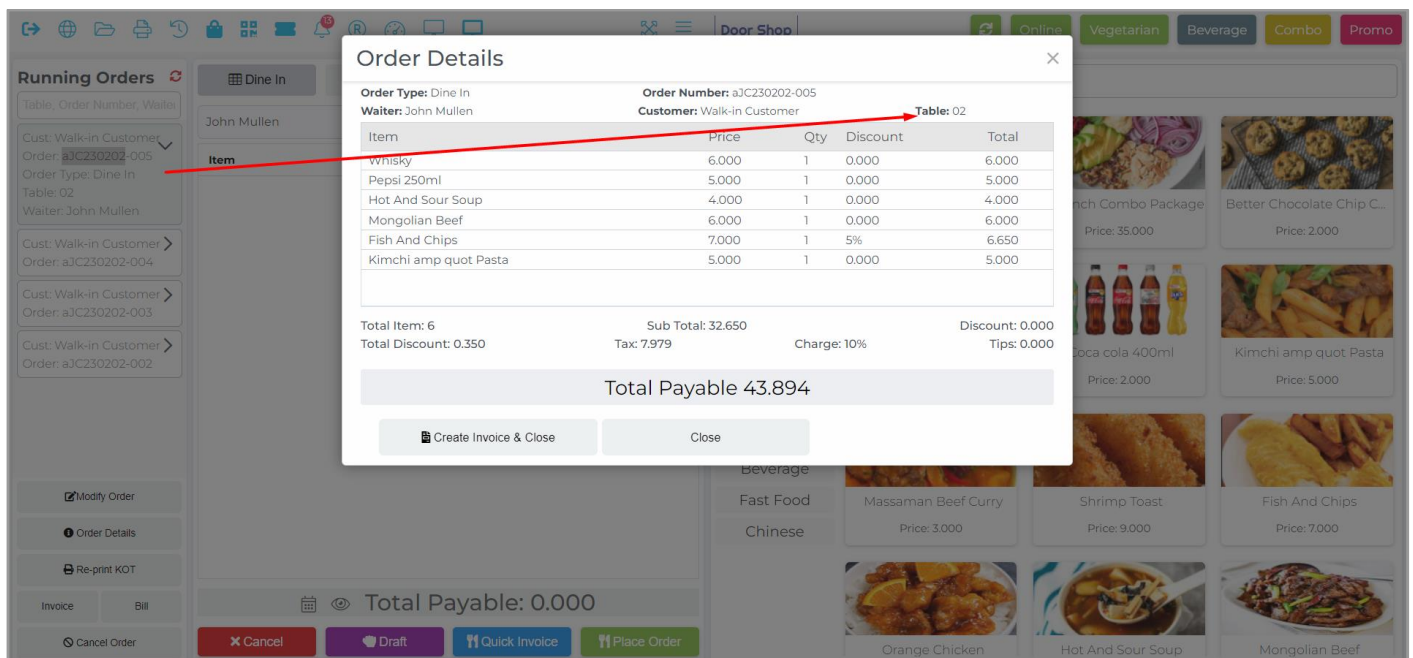 13
R
Door Shop
Online
Vegetarian
Beverage
Combo
Promo
Running Orders
Table, Order Number, Waiter
Cust: Walk-in Customer
Order: aJC230202-005
Order Type: Dine In
Table: 02
Waiter: John Mullen
Cust: Walk-in Customer
Order: aJC230202-004
Cust: Walk-in Customer
Order: aJC230202-003
Cust: Walk-in Customer
Order: aJC230202-002
Modify Order
Order Details
Re-print KOT
Invoice Bill
Cancel Order
Dine In
John Mullen
Item
Order Details
Order Type: Dine In Order Number: aJC230202-005
Waiter: John Mullen Customer: Walk-in Customer Table: 02
Item Price Qty Discount Total
Whisky 6.000 1 0.000 6.000
Pepsi 250ml 5.000 1 0.000 5.000
Hot And Sour Soup 4.000 1 0.000 4.000
Mongolian Beef 6.000 1 0.000 6.000
Fish And Chips 7.000 1 5% 6.650
Kimchi amp quot Pasta 5.000 1 0.000 5.000
Total Item: 6 Sub Total: 32.650 Discount: 0.000
Total Discount: 0.350 Tax: 7.979 Charge: 10% Tips: 0.000
Total Payable 43.894
Create Invoice & Close Close
Total Payable: 0.000
Cancel Draft Quick Invoice Place Order
Beverage
Fast Food
Chinese
Combo Package Better Chocolate Chip C...
Price: 35.000 Price: 2.000
Coca cola 400ml Kimchi amp quot Pasta
Price: 2.000 Price: 5.000
Massaman Beef Curry Shrimp Toast Fish And Chips
Price: 3.000 Price: 9.000 Price: 7.000
Orange Chicken Hot And Sour Soup Mongolian Beef